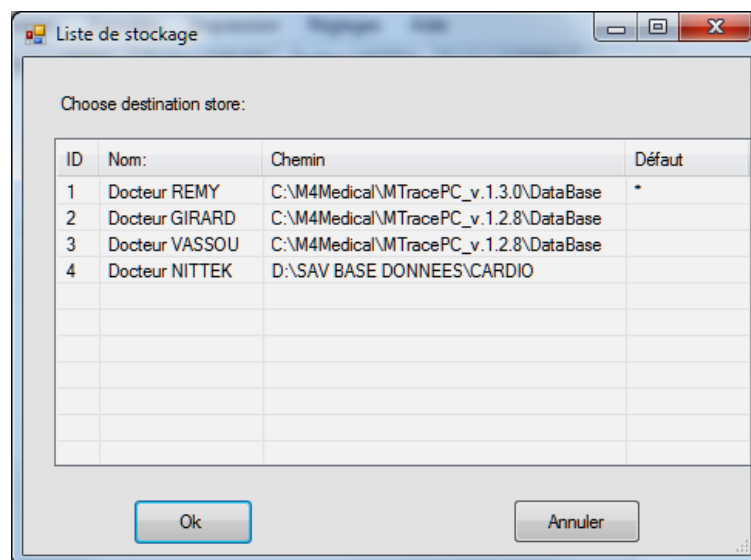 Liste de stockage
Choose destination store:
ID Nom: Chemin Défaut
1 Docteur REMY C:\M4Medical\MTracePC_v.1.3.0\DataBase *
2 Docteur GIRARD C:\M4Medical\MTracePC_v.1.2.8\DataBase
3 Docteur VASSOU C:\M4Medical\MTracePC_v.1.2.8\DataBase
4 Docteur NITTEK D:\SAV BASE DONNEES\CARDIO
Ok Annuler